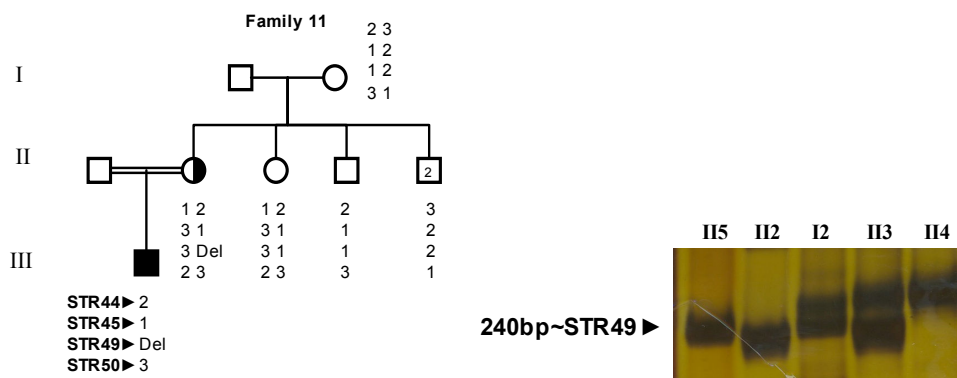 Family 11
2 3
1 2
1 2
3 1
I
II
2
1 2
3 1
3 Del
2 3
1 2
3 1
3 1
2 3
2
1
1
3
3
2
2
1
III
STR44► 2
STR45► 1
STR49► Del
STR50► 3
II5 II2 I2 II3 II4
240bp~STR49 ►